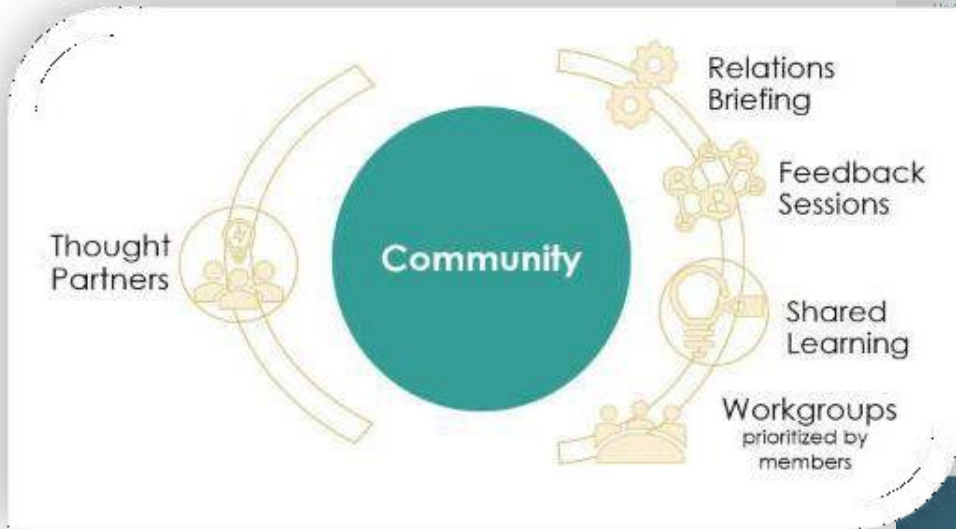 Thought
Partners
Community
Relations
Briefing
Feedback
Sessions
Shared
Learning
Workgroups
prioritized by
members